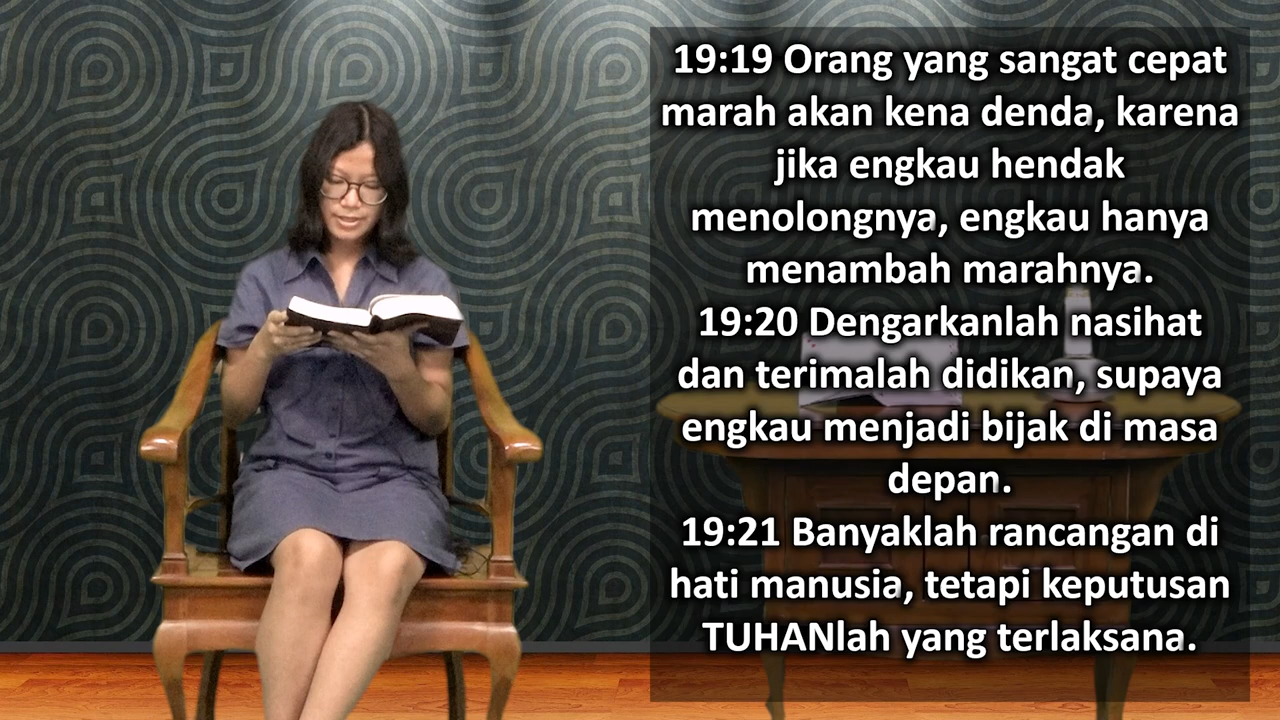 19:19 Orang yang sangat cepat
marah akan kena denda, karena
jika engkau hendak
menolongnya, engkau hanya
menambah marahnya.
19:20 Dengarkanlah nasihat
dan terimalah didikan, supaya
engkau menjadi bijak di masa
depan.
19:21 Banyaklah rancangan di
hati manusia, tetapi keputusan
TUHANlah yang terlaksana.